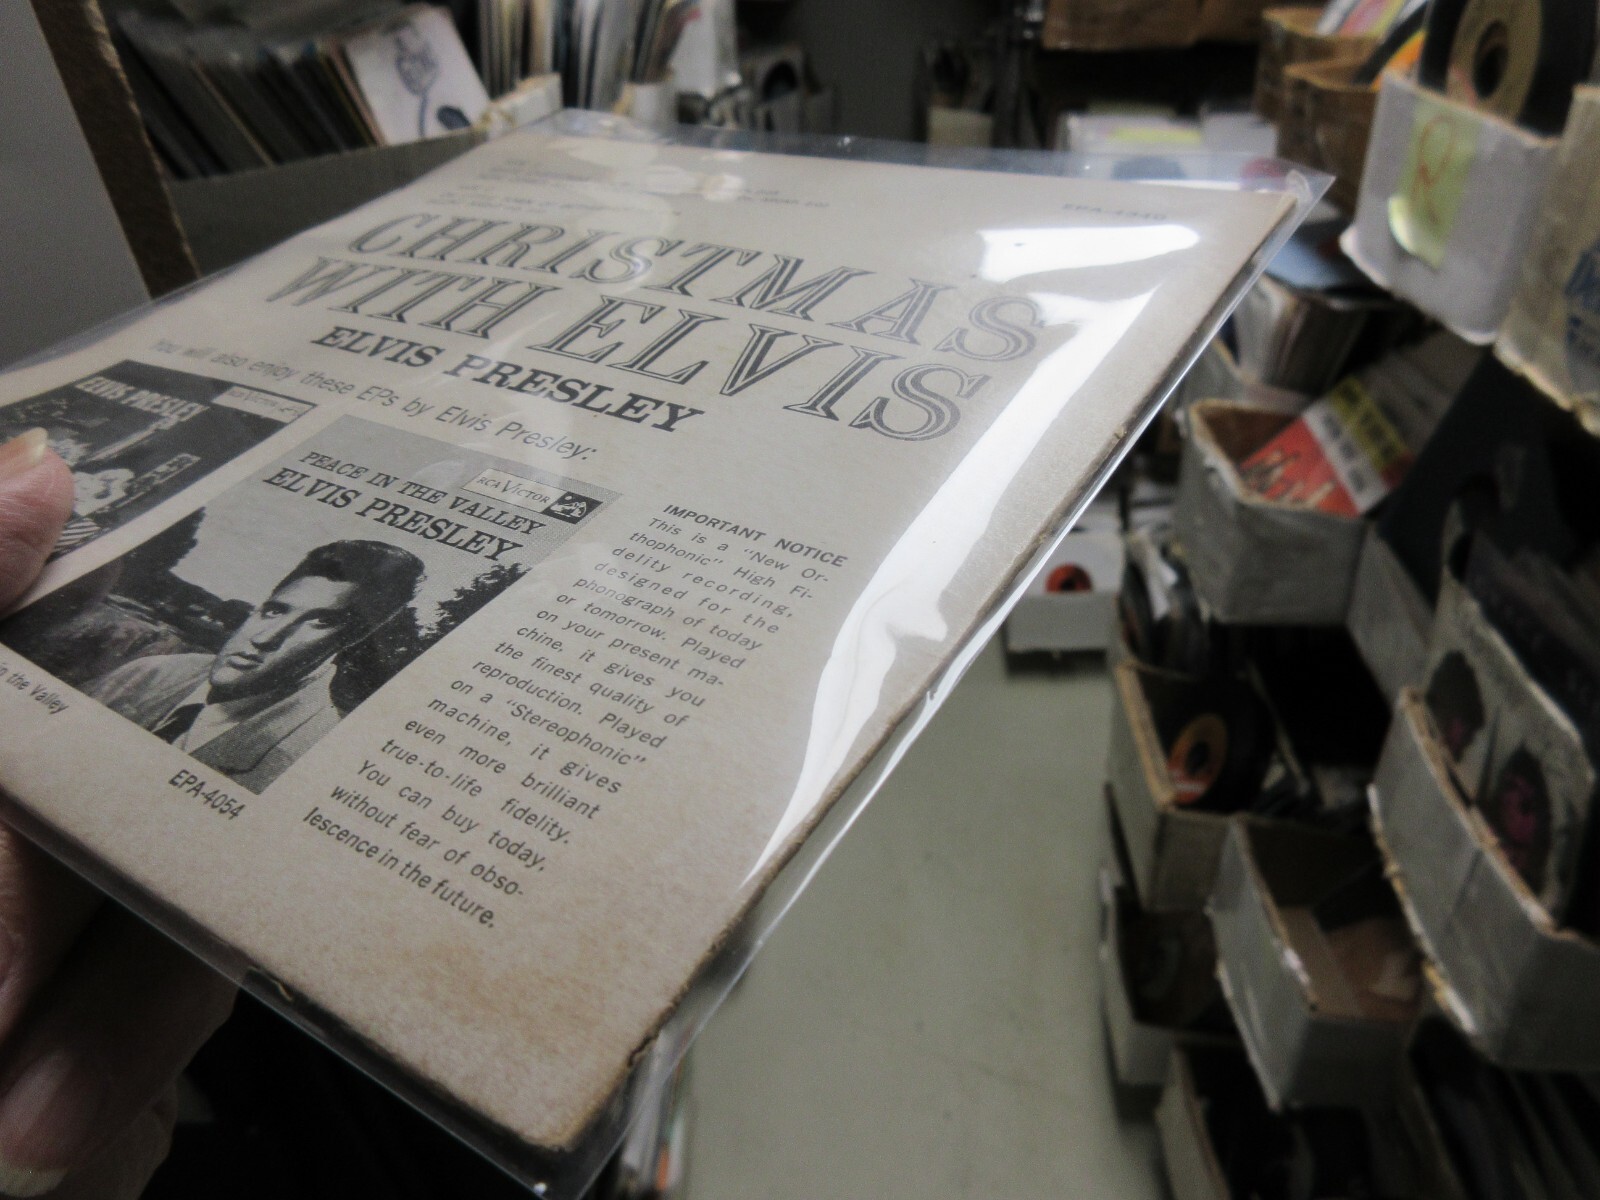 EPA-4340
CHRISTMAS
WITH ELVIS
ELVIS PRESLEY
You will also enjoy these EPs by Elvis Presley:
ELVIS PRESLEY
RCA VICTOR
PEACE IN THE VALLEY
ELVIS PRESLEY
RCA VICTOR
in the Valley
EPA-4054
IMPORTANT NOTICE
This is a "New Or-
thophonic" High Fi-
delity recording,
designed for the
phonograph of today
or tomorrow. Played
on your present ma-
chine, it gives you
the finest quality of
reproduction. Played
on a "Stereophonic"
machine, it gives
even more brilliant
true-to-life fidelity.
You can buy today,
without fear of obso-
lescence in the future.